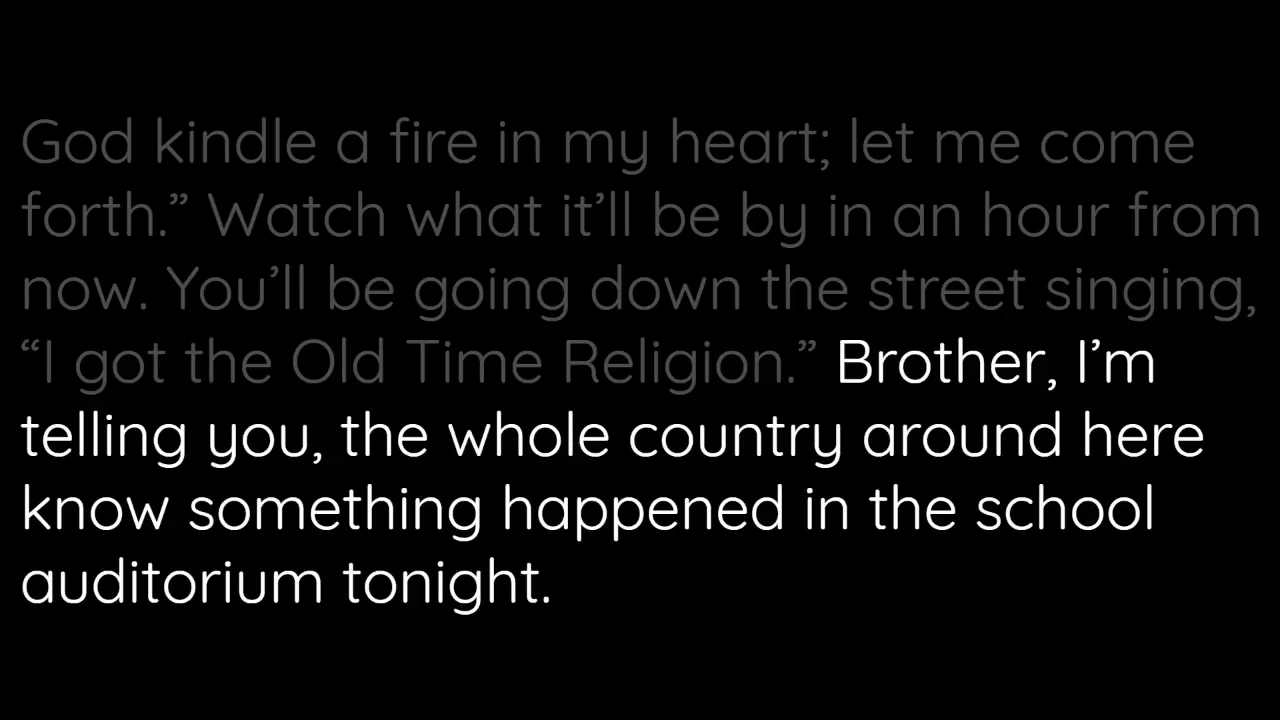 God kindle a fire in my heart; let me come
forth.” Watch what it’ll be by in an hour from
now. You’ll be going down the street singing,
“I got the Old Time Religion.” Brother, I’m
telling you, the whole country around here
know something happened in the school
auditorium tonight.